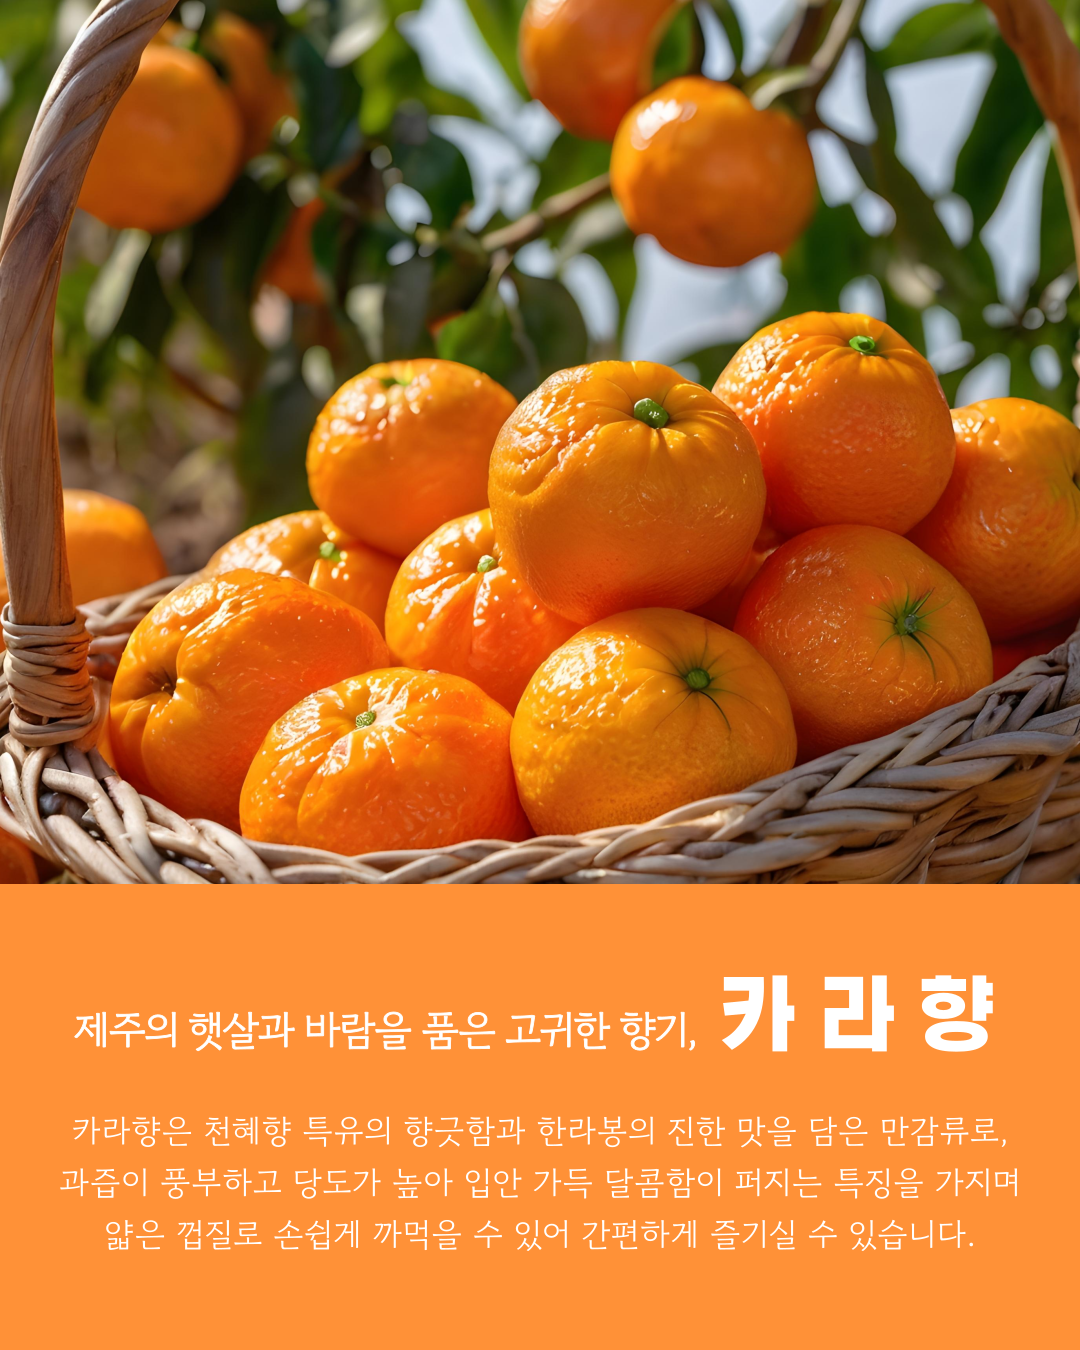 제주의 햇살과 바람을 품은 고귀한 향기, 카라향
카라향은 천혜향 특유의 향긋함과 한라봉의 진한 맛을 담은 만감류로,
과즙이 풍부하고 당도가 높아 입안 가득 달콤함이 퍼지는 특징을 가지며
얇은 껍질로 손쉽게 까먹을 수 있어 간편하게 즐기실 수 있습니다.